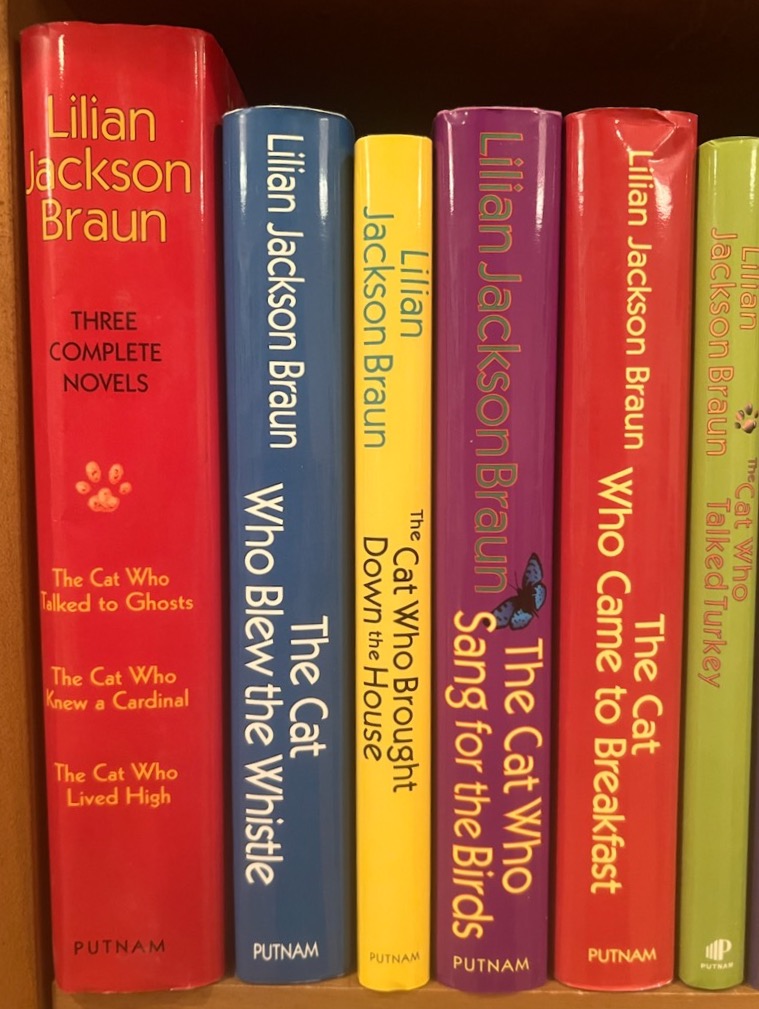 Lilian
Jackson
Braun
THREE
COMPLETE
NOVELS
The Cat Who
Talked to Ghosts
The Cat Who
Knew a Cardinal
The Cat Who
Lived High
PUTNAM
Lilian Jackson Braun
The Cat
Who Blew the Whistle
PUTNAM
Lilian
Jackson Braun
The Cat Who Brought
Down the House
PUTNAM
Lilian Jackson Braun
The Cat Who
Sang for the Birds
PUTNAM
Lilian Jackson Braun
The Cat
Who Came to Breakfast
PUTNAM
Lilian
Jackson Braun
The Cat Who
Talked Turkey
P
PUTNAM